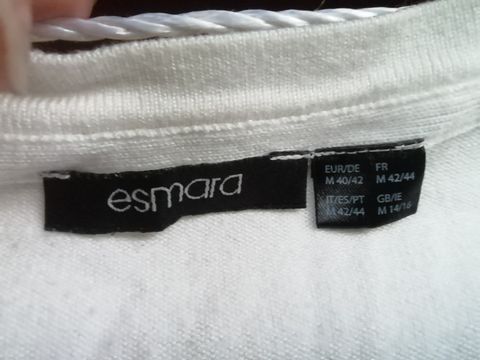 esmara
EUR/DE FR
M 40/42 M 42/44
IT/ES/PT GB/IE
M 42/44 M 14/16